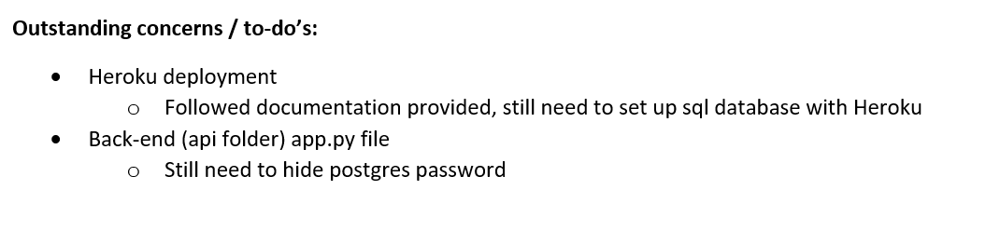 Outstanding concerns / to-do’s:
• Heroku deployment
o Followed documentation provided, still need to set up sql database with Heroku
• Back-end (api folder) app.py file
o Still need to hide postgres password